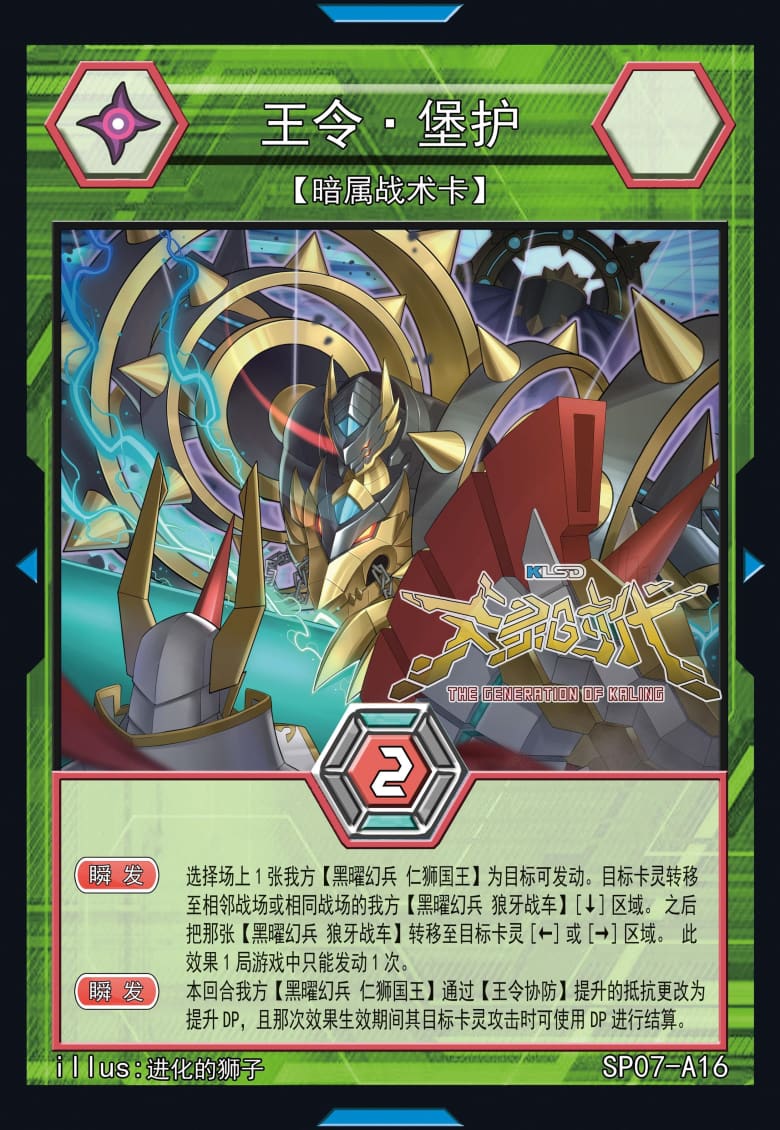 王令·堡护
【暗属战术卡】
KLSD
卡灵时代
THE GENERATION OF KALING
2
瞬发 选择场上1张我方【黑曜幻兵 仁狮国王】为目标可发动。目标卡灵转移
至相邻战场或相同战场的我方【黑曜幻兵 狼牙战车】[↓]区域。之后
把那张【黑曜幻兵 狼牙战车】转移至目标卡灵[←]或[→]区域。 此
效果1局游戏中只能发动1次。
瞬发 本回合我方【黑曜幻兵 仁狮国王】通过【王令协防】提升的抵抗更改为
提升DP,且那次效果生效期间其目标卡灵攻击时可使用DP进行结算。
illus:进化的狮子
SP07-A16